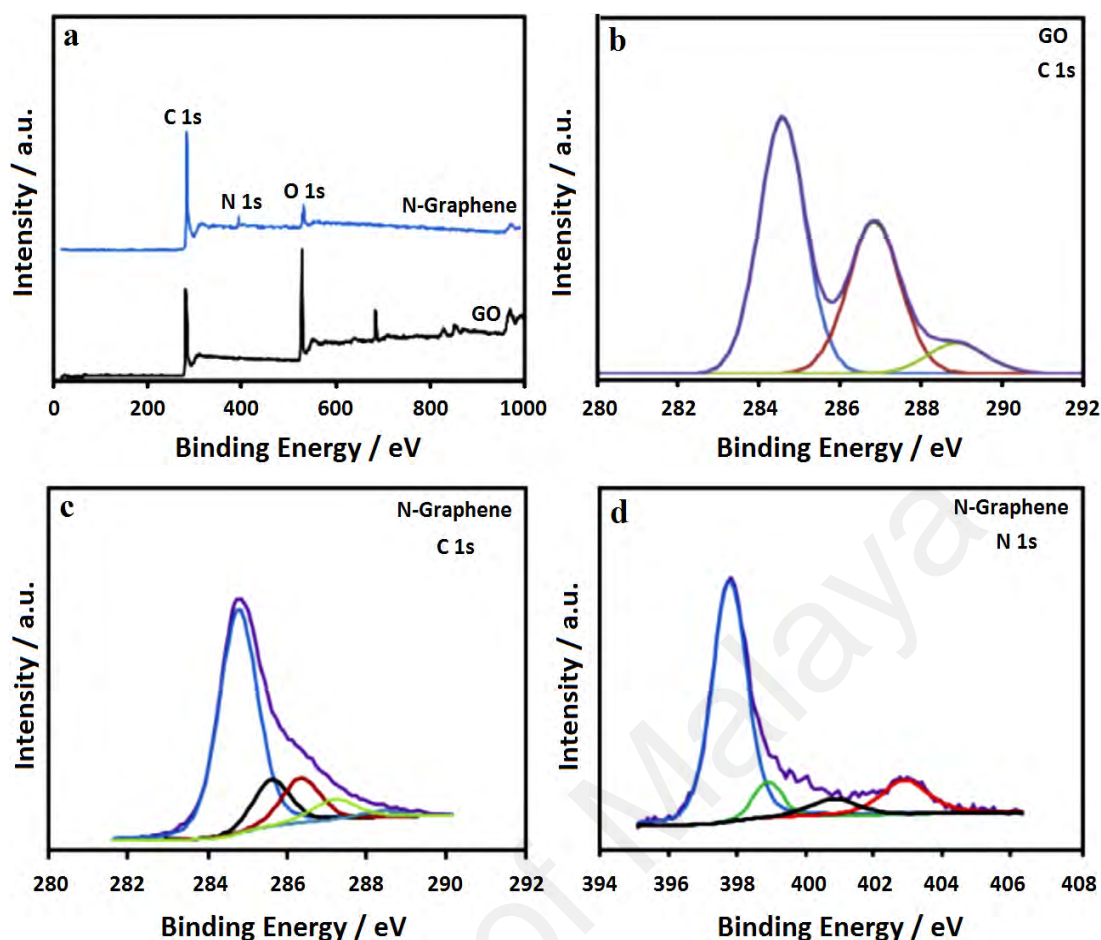 a
C 1s
N 1s
O 1s
N-Graphene
GO
Intensity / a.u.
0 200 400 600 800 1000
Binding Energy / eV
b
GO
C 1s
Intensity / a.u.
280 282 284 286 288 290 292
Binding Energy / eV
c
N-Graphene
C 1s
Intensity / a.u.
280 282 284 286 288 290 292
Binding Energy / eV
d
N-Graphene
N 1s
Intensity / a.u.
394 396 398 400 402 404 406 408
Binding Energy / eV
of Malaya